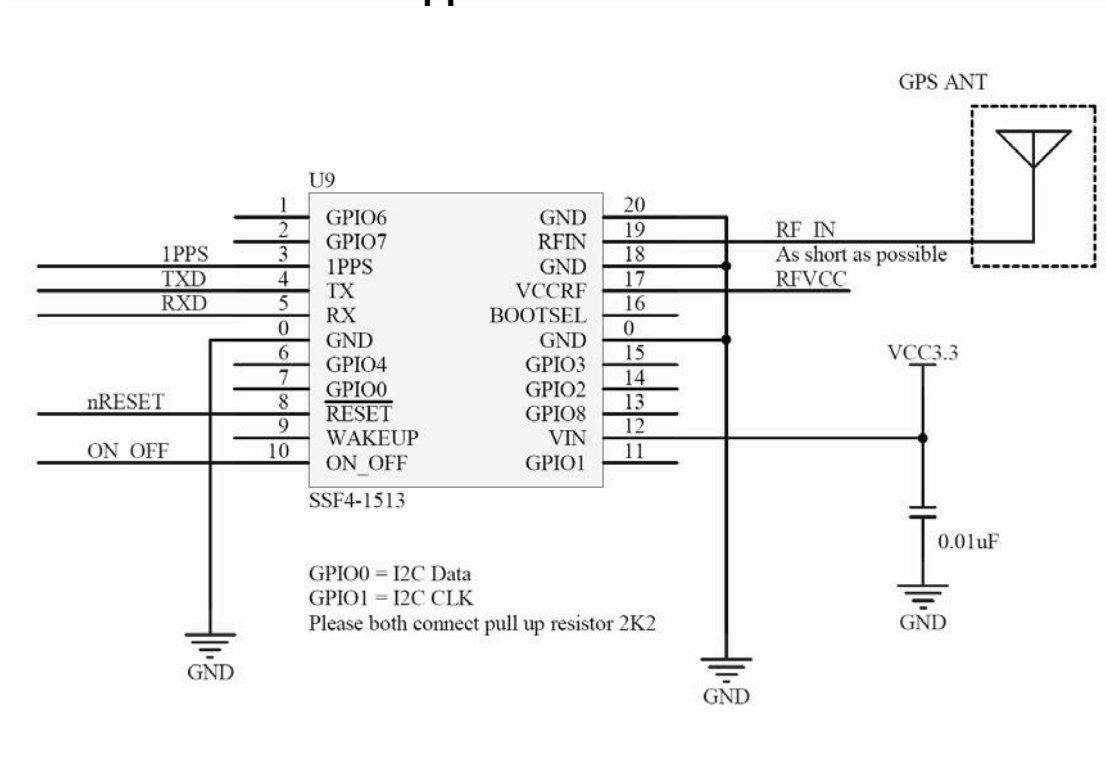 GPS ANT
U9
1 GPIO6 GND 20
2 GPIO7 RFIN 19 RF_IN
1PPS 3 1PPS GND 18 As short as possible
TXD 4 TX VCCRF 17 RFVCC
RXD 5 RX BOOTSEL 16
0 GND GND 0
6 GPIO4 GPIO3 15 VCC3.3
7 GPIO0 GPIO2 14
nRESET 8 RESET GPIO8 13
9 WAKEUP VIN 12
ON_OFF 10 ON_OFF GPIO1 11
SSF4-1513
0.01uF
GPIO0 = I2C Data
GPIO1 = I2C CLK
Please both connect pull up resistor 2K2
GND
GND
GND